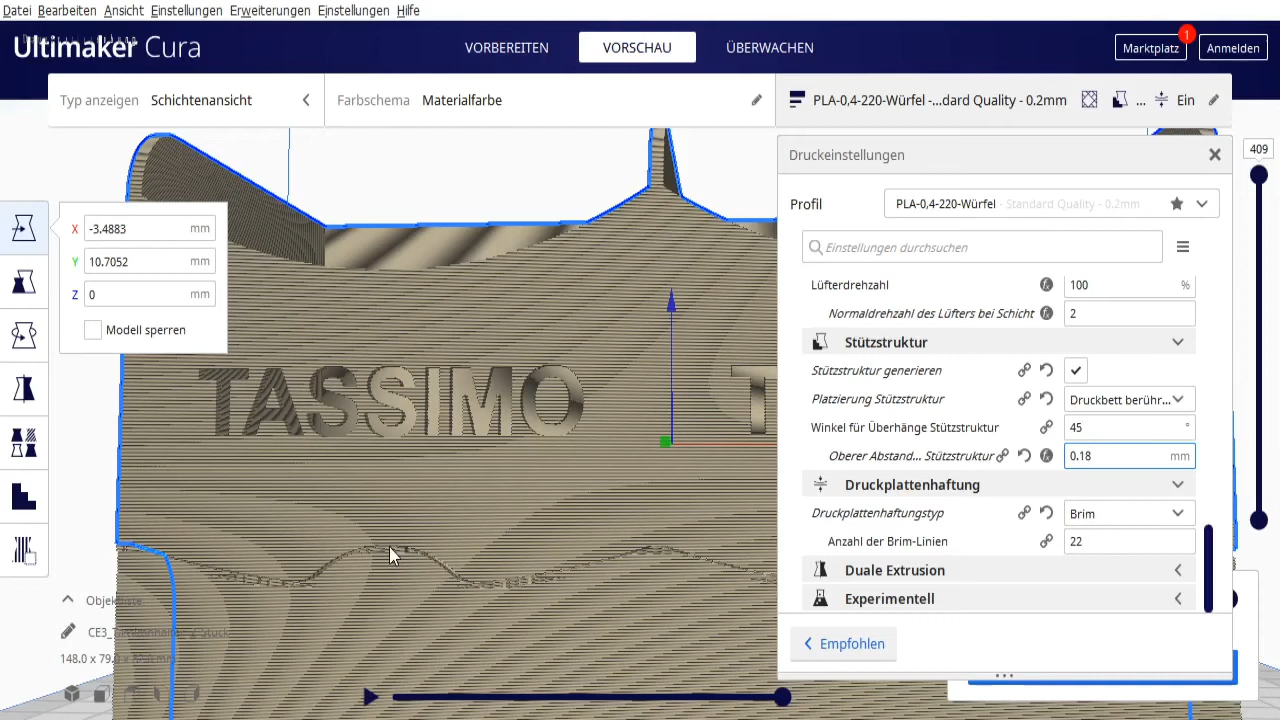 Datei Bearbeiten Ansicht Einstellungen Erweiterungen Einstellungen Hilfe
Ultimaker Cura
VORBEREITEN VORSCHAU ÜBERWACHEN
Marktplatz 1 Anmelden
Typ anzeigen Schichtenansicht
Farbschema Materialfarbe
PLA-0,4-220-Würfel -...dard Quality - 0.2mm ... Ein
409
Druckeinstellungen
Profil PLA-0,4-220-Würfel - Standard Quality - 0.2mm
Einstellungen durchsuchen
X -3.4883 mm
Y 10.7052 mm
Z 0 mm
Modell sperren
Lüfterdrehzahl 100 %
Normaldrehzahl des Lüfters bei Schicht 2
Stützstruktur
Stützstruktur generieren
Platzierung Stützstruktur Druckbett berühr...
Winkel für Überhänge Stützstruktur 45 °
Oberer Abstand... Stützstruktur 0.18 mm
Druckplattenhaftung
Druckplattenhaftungstyp Brim
Anzahl der Brim-Linien 22
Duale Extrusion
Experimentell
Empfohlen
TASSIMO
T
Objektliste
148.0 x 79.